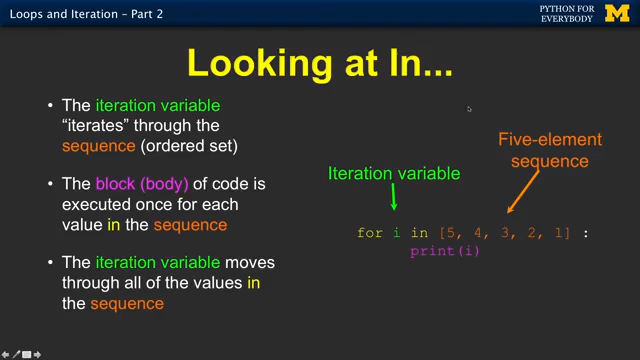 Loops and Iteration – Part 2
PYTHON FOR
EVERYBODY
M
Looking at In...
• The iteration variable
“iterates” through the
sequence (ordered set)
• The block (body) of code is
executed once for each
value in the sequence
• The iteration variable moves
through all of the values in
the sequence
Five-element
sequence
Iteration variable
for i in [5, 4, 3, 2, 1] :
print(i)